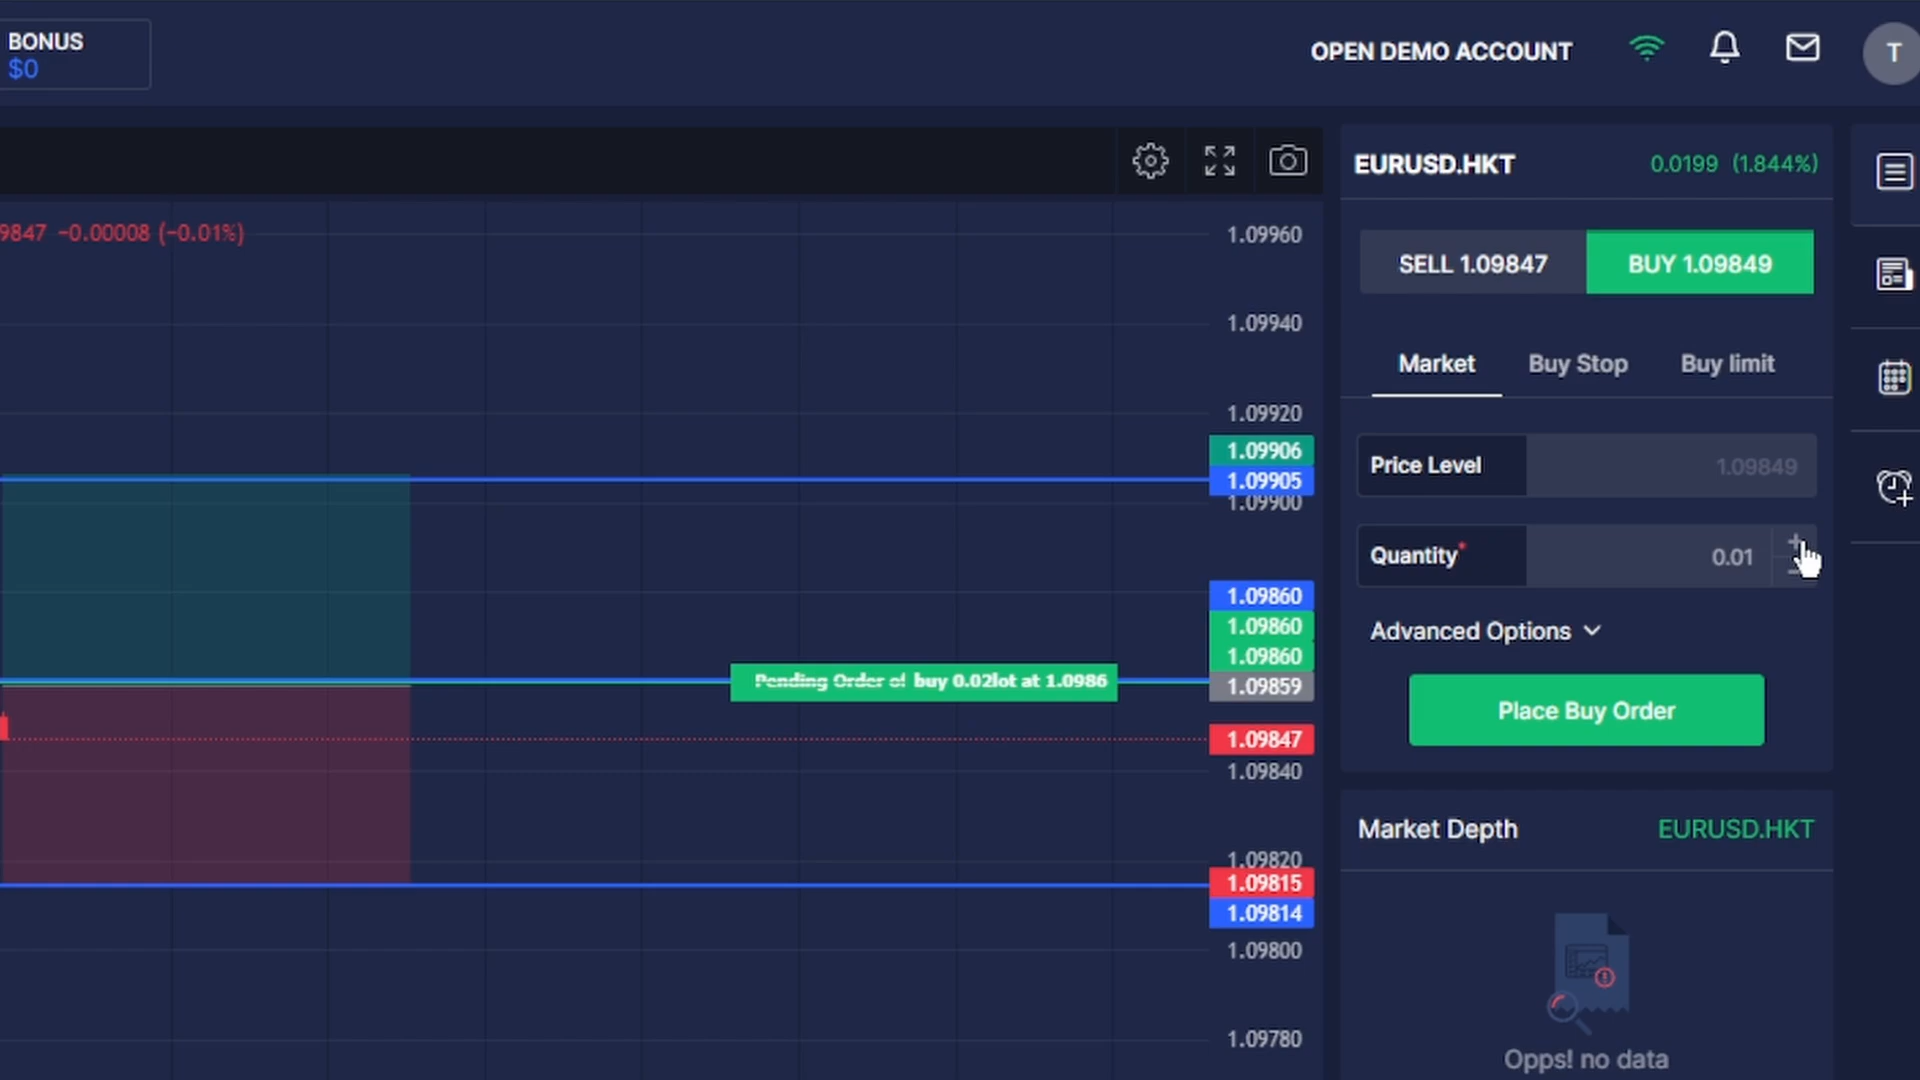 BONUS
$0
OPEN DEMO ACCOUNT
T
9847 −0.00008 (−0.01%)
EURUSD.HKT
0.0199 (1.844%)
SELL 1.09847
BUY 1.09849
Market
Buy Stop
Buy limit
Price Level
1.09849
Quantity*
0.01
Advanced Options
Place Buy Order
Market Depth
EURUSD.HKT
Opps! no data
1.09960
1.09940
1.09920
1.09906
1.09905
1.09900
1.09860
1.09860
1.09860
Pending Order of buy 0.02lot at 1.0986
1.09859
1.09847
1.09840
1.09820
1.09815
1.09814
1.09800
1.09780